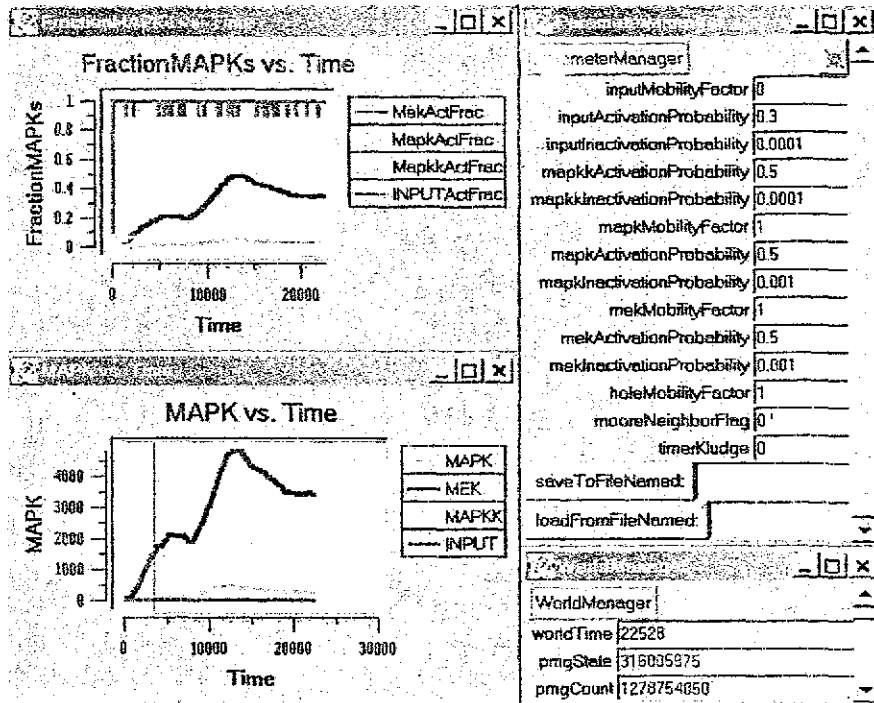 FractionMAPKs vs. Time
FractionMAPKs
1
0.8
0.6
0.4
0.2
0
0
10000
20000
Time
MekActFrac
MapkActFrac
MapkkActFrac
INPUTActFrac
MAPK vs. Time
MAPK
4000
3000
2000
1000
0
0
10000
20000
30000
Time
MAPK
MEK
MAPKK
INPUT
meterManager
inputMobilityFactor 0
inputActivationProbability 0.3
inputInactivationProbability 0.0001
mapkkActivationProbability 0.5
mapkkInactivationProbability 0.0001
mapkMobilityFactor 1
mapkActivationProbability 0.5
mapkInactivationProbability 0.001
mekMobilityFactor 1
mekActivationProbability 0.5
mekInactivationProbability 0.001
holeMobilityFactor 1
mooreNeighborFlag 0
timerKludge 0
saveToFileNamed:
loadFromFileNamed:
WorldManager
worldTime 22528
pmgState 316005975
pmgCount 1278754050